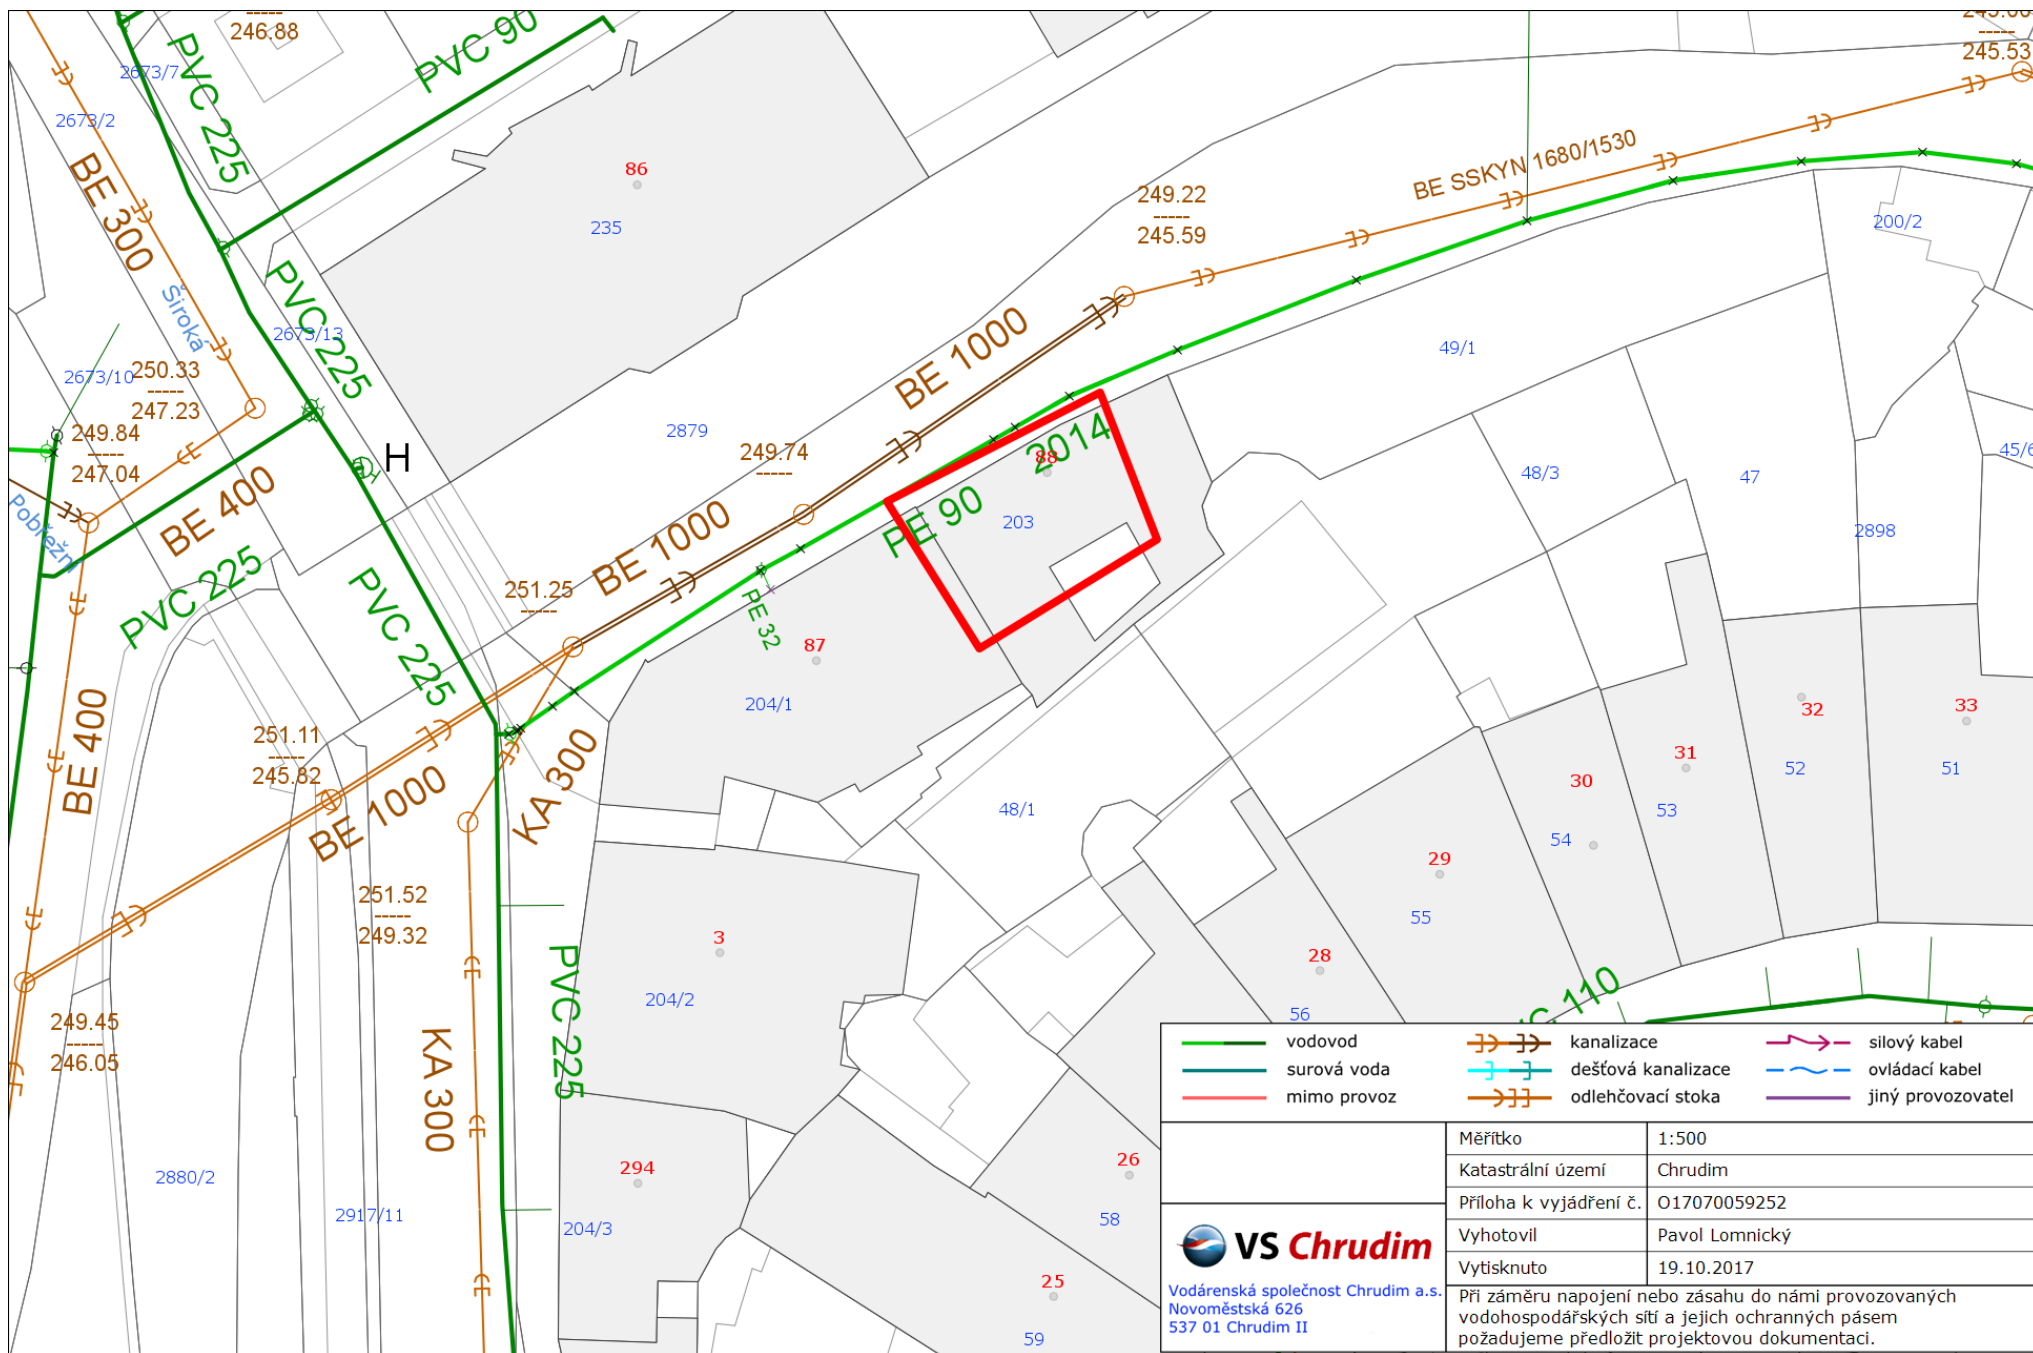 246.88
-----
PVC 90
243.00
-----
245.53
2673/7
PVC 225
2673/2
BE 300
86
235
249.22
-----
245.59
BE SSKYN 1680/1530
200/2
Široká
PVC 225
2673/13
2673/10
250.33
-----
247.23
249.84
-----
247.04
H
BE 400
Pobřežní
PVC 225
PVC 225
2879
BE 1000
249.74
-----
49/1
2014
88
PE 90
203
48/3
47
45/6
2898
BE 1000
251.25
-----
PE 32
87
204/1
BE 400
251.11
-----
245.82
BE 1000
KA 300
48/1
32
33
31
30
52
51
53
54
29
55
28
56
251.52
-----
249.32
3
204/2
PVC 225
249.45
-----
246.05
KA 300
110
294
204/3
2880/2
2917/11
26
58
25
59
vodovod
surová voda
mimo provoz
kanalizace
dešťová kanalizace
odlehčovací stoka
silový kabel
ovládací kabel
jiný provozovatel
Měřítko 1:500
Katastrální území Chrudim
Příloha k vyjádření č. O17070059252
Vyhotovil Pavol Lomnický
Vytisknuto 19.10.2017
VS Chrudim
Vodárenská společnost Chrudim a.s.
Novoměstská 626
537 01 Chrudim II
Při záměru napojení nebo zásahu do námi provozovaných
vodohospodářských sítí a jejich ochranných pásem
požadujeme předložit projektovou dokumentaci.